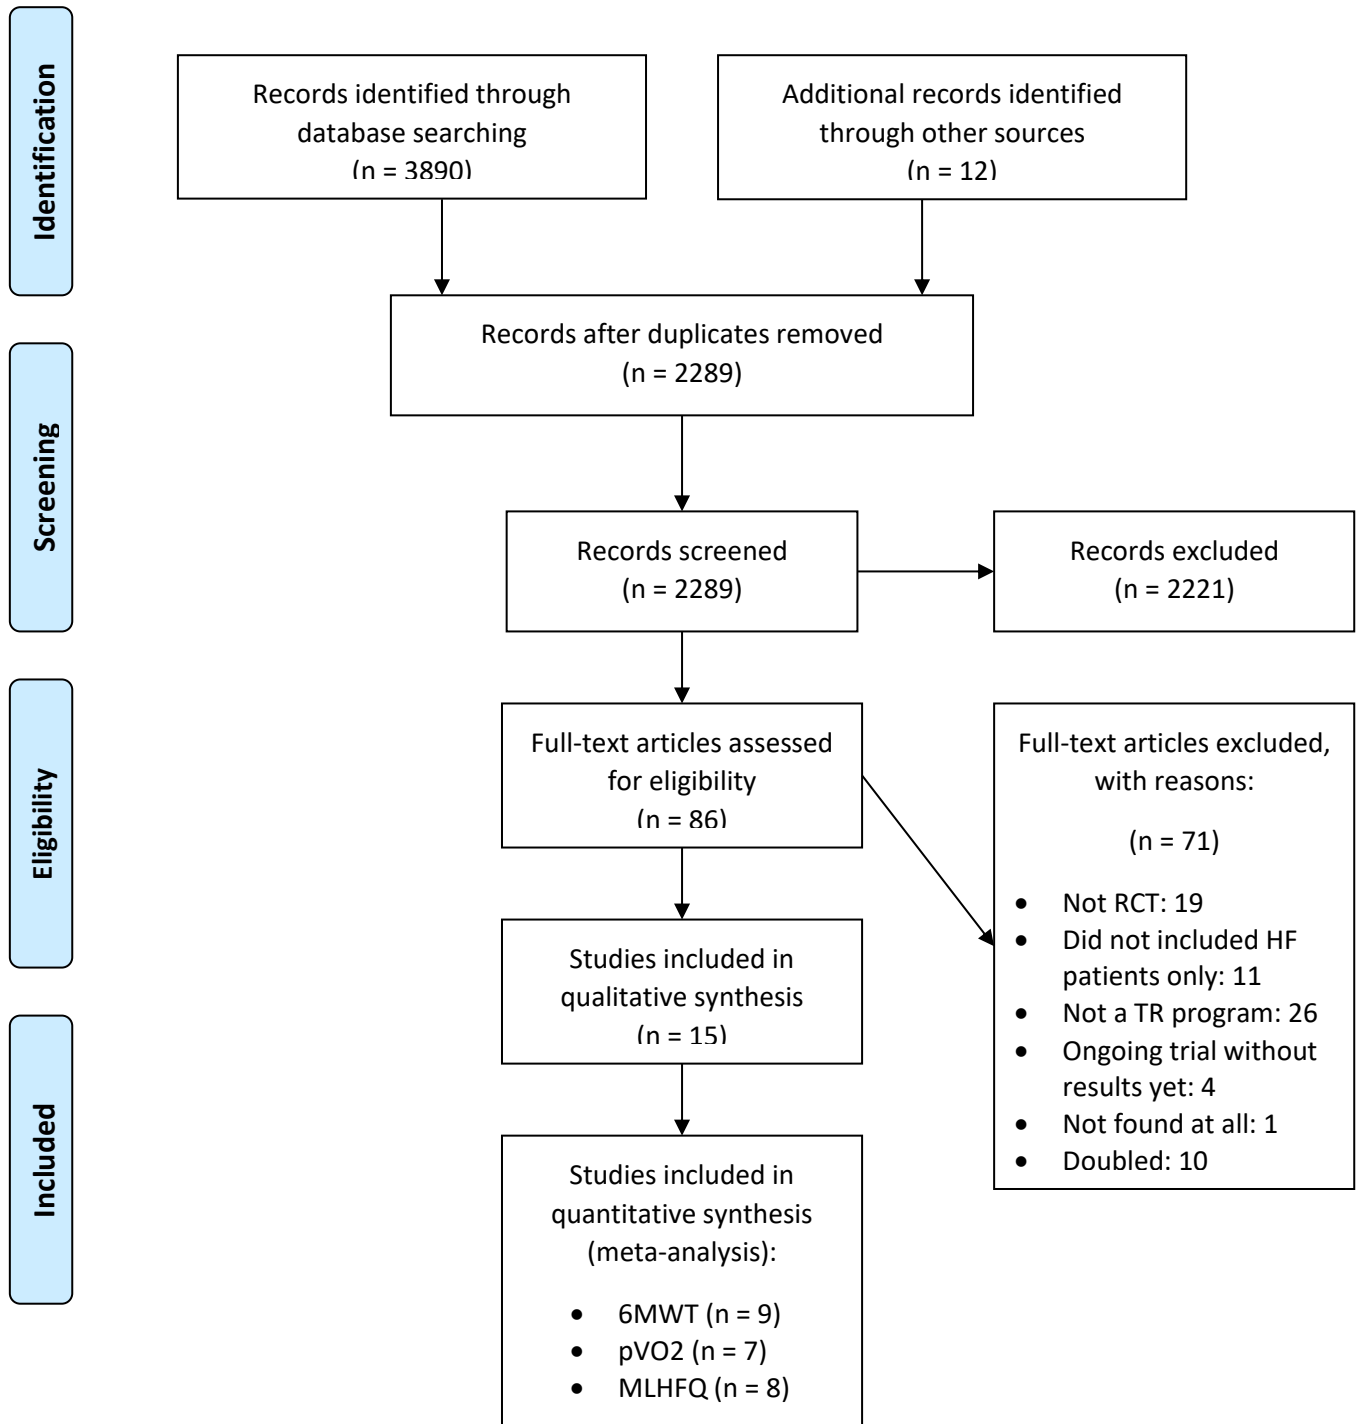 Identification
Records identified through
database searching
(n = 3890)
Additional records identified
through other sources
(n = 12)
Records after duplicates removed
(n = 2289)
Screening
Records screened
(n = 2289)
Records excluded
(n = 2221)
Eligibility
Full-text articles assessed
for eligibility
(n = 86)
Full-text articles excluded,
with reasons:
(n = 71)
• Not RCT: 19
• Did not included HF
patients only: 11
• Not a TR program: 26
• Ongoing trial without
results yet: 4
• Not found at all: 1
• Doubled: 10
Studies included in
qualitative synthesis
(n = 15)
Included
Studies included in
quantitative synthesis
(meta-analysis):
• 6MWT (n = 9)
• pVO2 (n = 7)
• MLHFQ (n = 8)